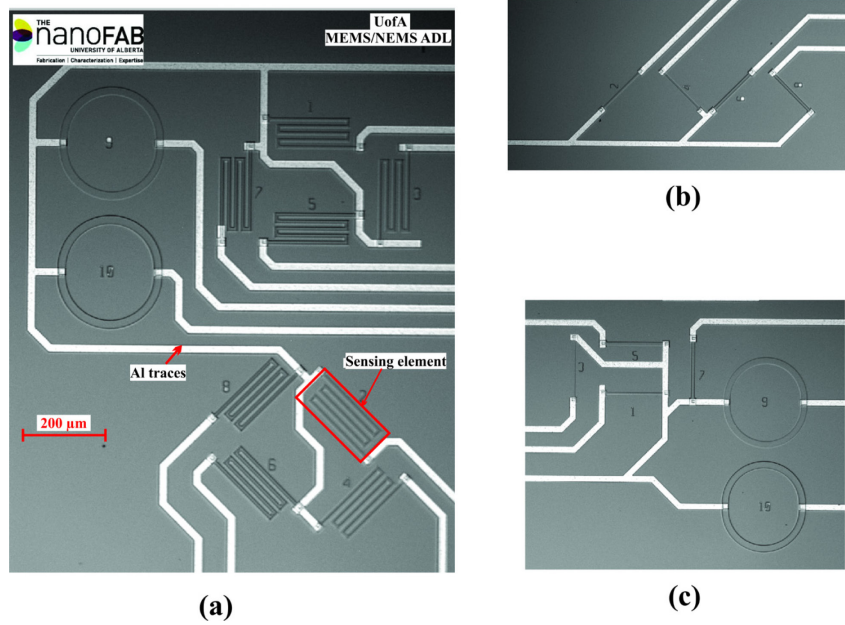 THE
nanoFAB
UNIVERSITY OF ALBERTA
Fabrication | Characterization | Expertise
UofA
MEMS/NEMS ADL
1
9
7
3
5
15
Al traces
Sensing element
8
2
200 µm
6
4
(a)
2
(b)
5
3
7
1
9
15
(c)